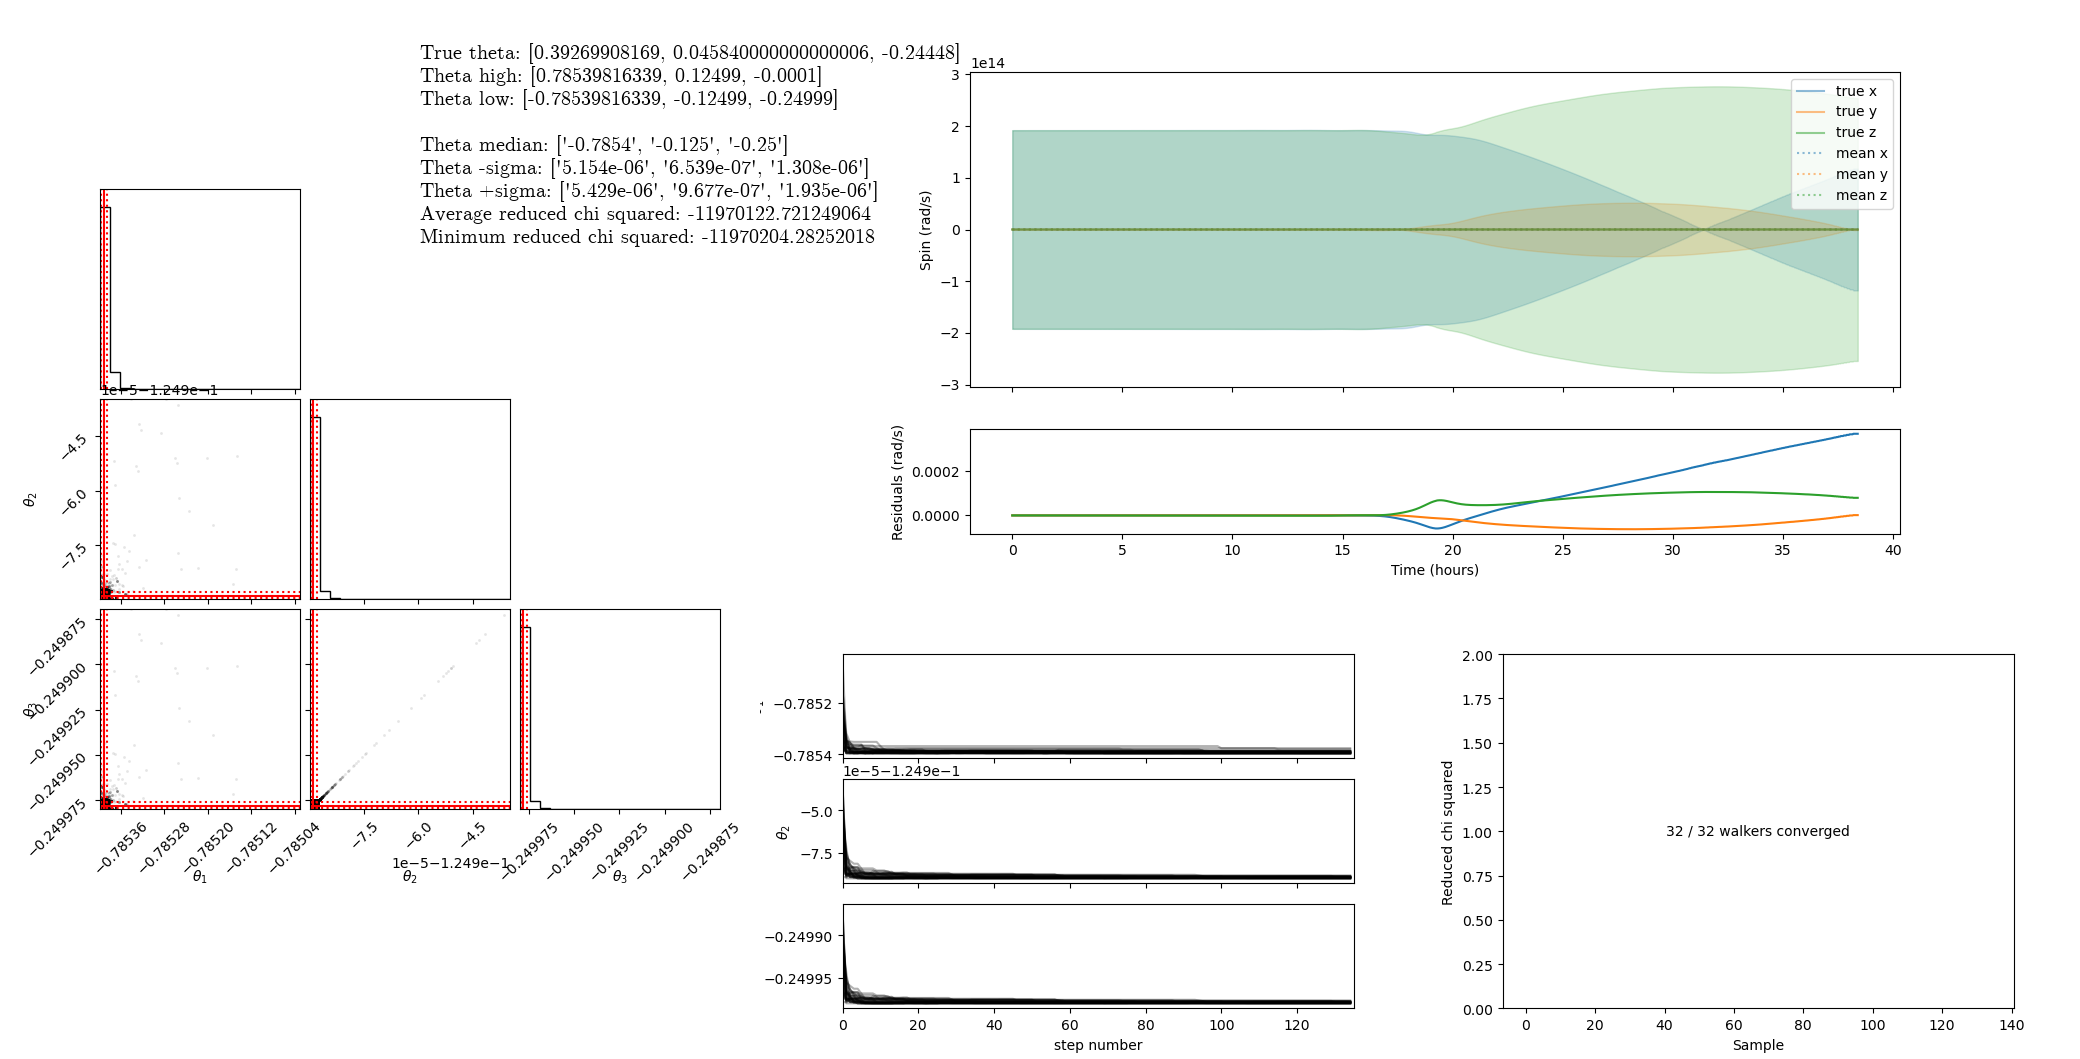 True theta: [0.39269908169, 0.045840000000000006, -0.24448]
Theta high: [0.78539816339, 0.12499, -0.0001]
Theta low: [-0.78539816339, -0.12499, -0.24999]
Theta median: ['-0.7854', '-0.125', '-0.25']
Theta -sigma: ['5.154e-06', '6.539e-07', '1.308e-06']
Theta +sigma: ['5.429e-06', '9.677e-07', '1.935e-06']
Average reduced chi squared: -11970122.721249064
Minimum reduced chi squared: -11970204.28252018
1e14
3
2
1
0
−1
−2
−3
Spin (rad/s)
true x
true y
true z
mean x
mean y
mean z
0.0002
0.0000
Residuals (rad/s)
0 5 10 15 20 25 30 35 40
Time (hours)
1e−5−1.249e−1
−4.5
−6.0
−7.5
θ2
−0.249875
−0.249900
−0.249925
−0.249950
−0.249975
θ3
−0.78536 −0.78528 −0.78520 −0.78512 −0.78504
θ1
−7.5 −6.0 −4.5
1e−5−1.249e−1
θ2
−0.249975 −0.249950 −0.249925 −0.249900 −0.249875
θ3
−0.7852
−0.7854
1e−5−1.249e−1
−5.0
−7.5
θ2
−0.24990
−0.24995
0 20 40 60 80 100 120
step number
2.00
1.75
1.50
1.25
1.00
0.75
0.50
0.25
0.00
Reduced chi squared
32 / 32 walkers converged
0 20 40 60 80 100 120 140
Sample